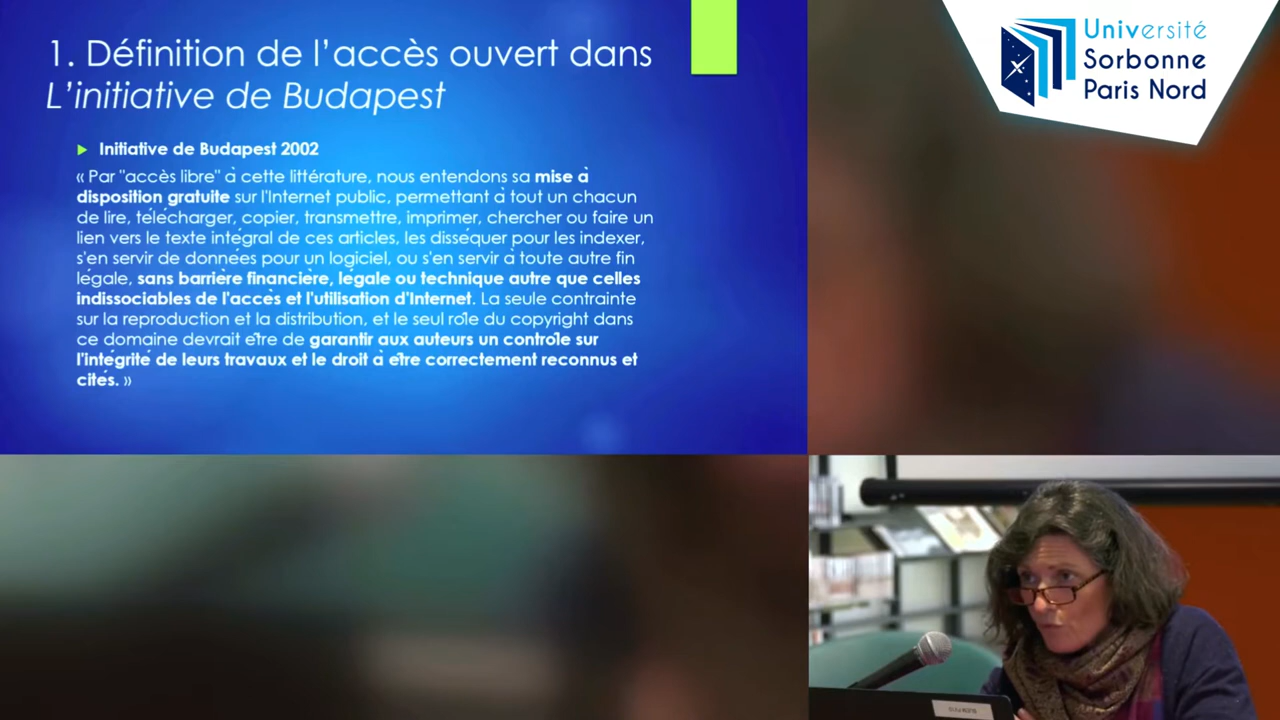 1. Définition de l'accès ouvert dans
L'initiative de Budapest
Initiative de Budapest 2002
« Par "accès libre" à cette littérature, nous entendons sa mise à
disposition gratuite sur l'Internet public, permettant à tout un chacun
de lire, télécharger, copier, transmettre, imprimer, chercher ou faire un
lien vers le texte intégral de ces articles, les disséquer pour les indexer,
s'en servir de données pour un logiciel, ou s'en servir à toute autre fin
légale, sans barrière financière, légale ou technique autre que celles
indissociables de l'accès et l'utilisation d'Internet. La seule contrainte
sur la reproduction et la distribution, et le seul rôle du copyright dans
ce domaine devrait être de garantir aux auteurs un contrôle sur
l'intégrité de leurs travaux et le droit à être correctement reconnus et
cités. »
Université
Sorbonne
Paris Nord